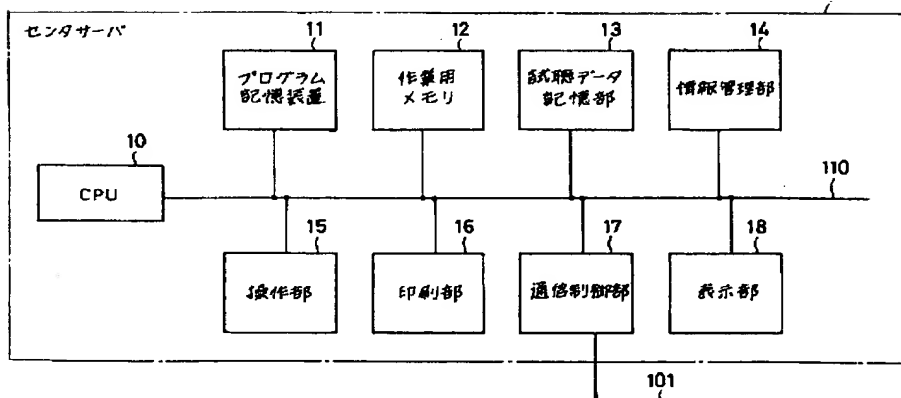 センタサーバ
11
12
13
14
プログラム
記憶装置
作業用
メモリ
試聴データ
記憶部
情報管理部
10
CPU
110
15
16
17
18
操作部
印刷部
通信制御部
表示部
101